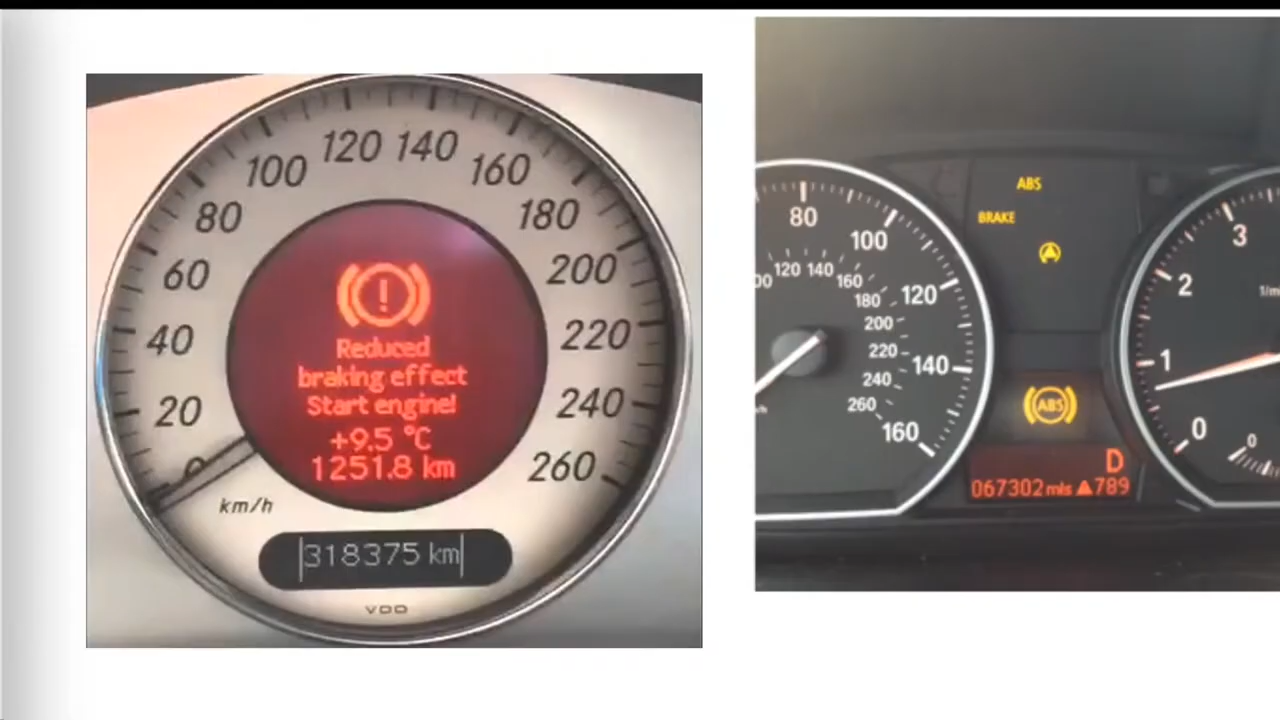 120 140
100 160
80 180
60 200
40 220
20 240
0 260
Reduced
braking effect
Start engine!
+9.5 °C
1251.8 km
km/h
318375 km
VDO
ABS
BRAKE
80
100
120
140
160
120 140
160
180
200
220
240
260
ABS
D
067302 mls ▲789
3
2
1
0
0